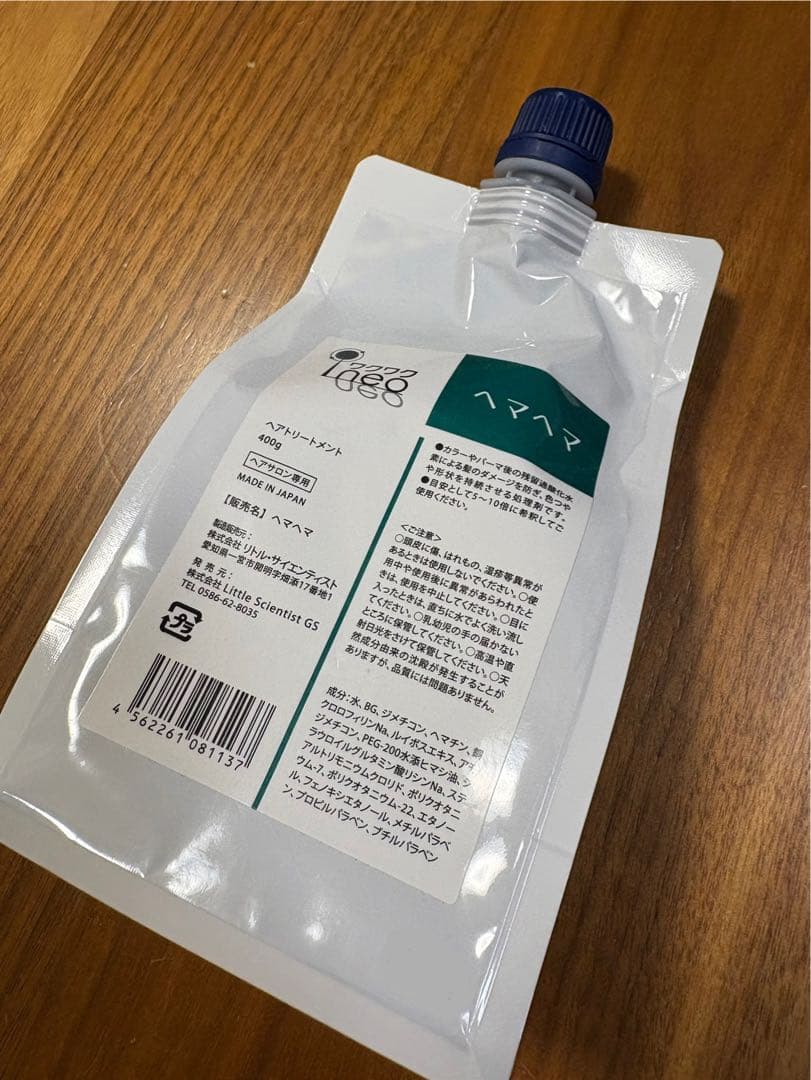 ワクワク
ineo
ヘマヘマ
ヘアトリートメント
400g
ヘアサロン専用
MADE IN JAPAN
【販売名】ヘマヘマ
製造販売元：
株式会社 リトル・サイエンティスト
愛知県一宮市開明字畑添17番地1
発 売 元：
株式会社 Little Scientist GS
TEL 0586-62-8035
プラ
4 562261 081137
●カラーやパーマ後の残留過酸化水
素による髪のダメージを防ぎ、色つや
や形状を持続させる処理剤です。
●目安として5～10倍に希釈してご
使用ください。
＜ご注意＞
○頭皮に傷、はれもの、湿疹等異常が
あるときは使用しないでください。○使
用中や使用後に異常があらわれたと
きは、使用を中止してください。○目に
入ったときは、直ちに水でよく洗い流し
てください。○乳幼児の手の届かない
ところに保管してください。○高温や直
射日光をさけて保管してください。○天
然成分由来の沈殿が発生することが
ありますが、品質には問題ありません。
成分：水、BG、ジメチコン、ヘマチン、銅
クロロフィリンNa、ルイボスエキス、アモ
ジメチコン、PEG-200水添ヒマシ油、ジ
ラウロイルグルタミン酸リシンNa、ステ
アルトリモニウムクロリド、ポリクオタニ
ウム-7、ポリクオタニウム-22、エタノー
ル、フェノキシエタノール、メチルパラベ
ン、プロピルパラベン、ブチルパラベン